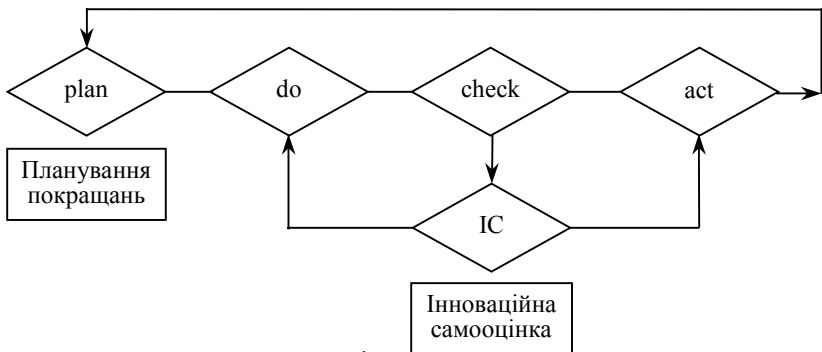 plan do check act
Планування
покращань
ІС
Інноваційна
самооцінка